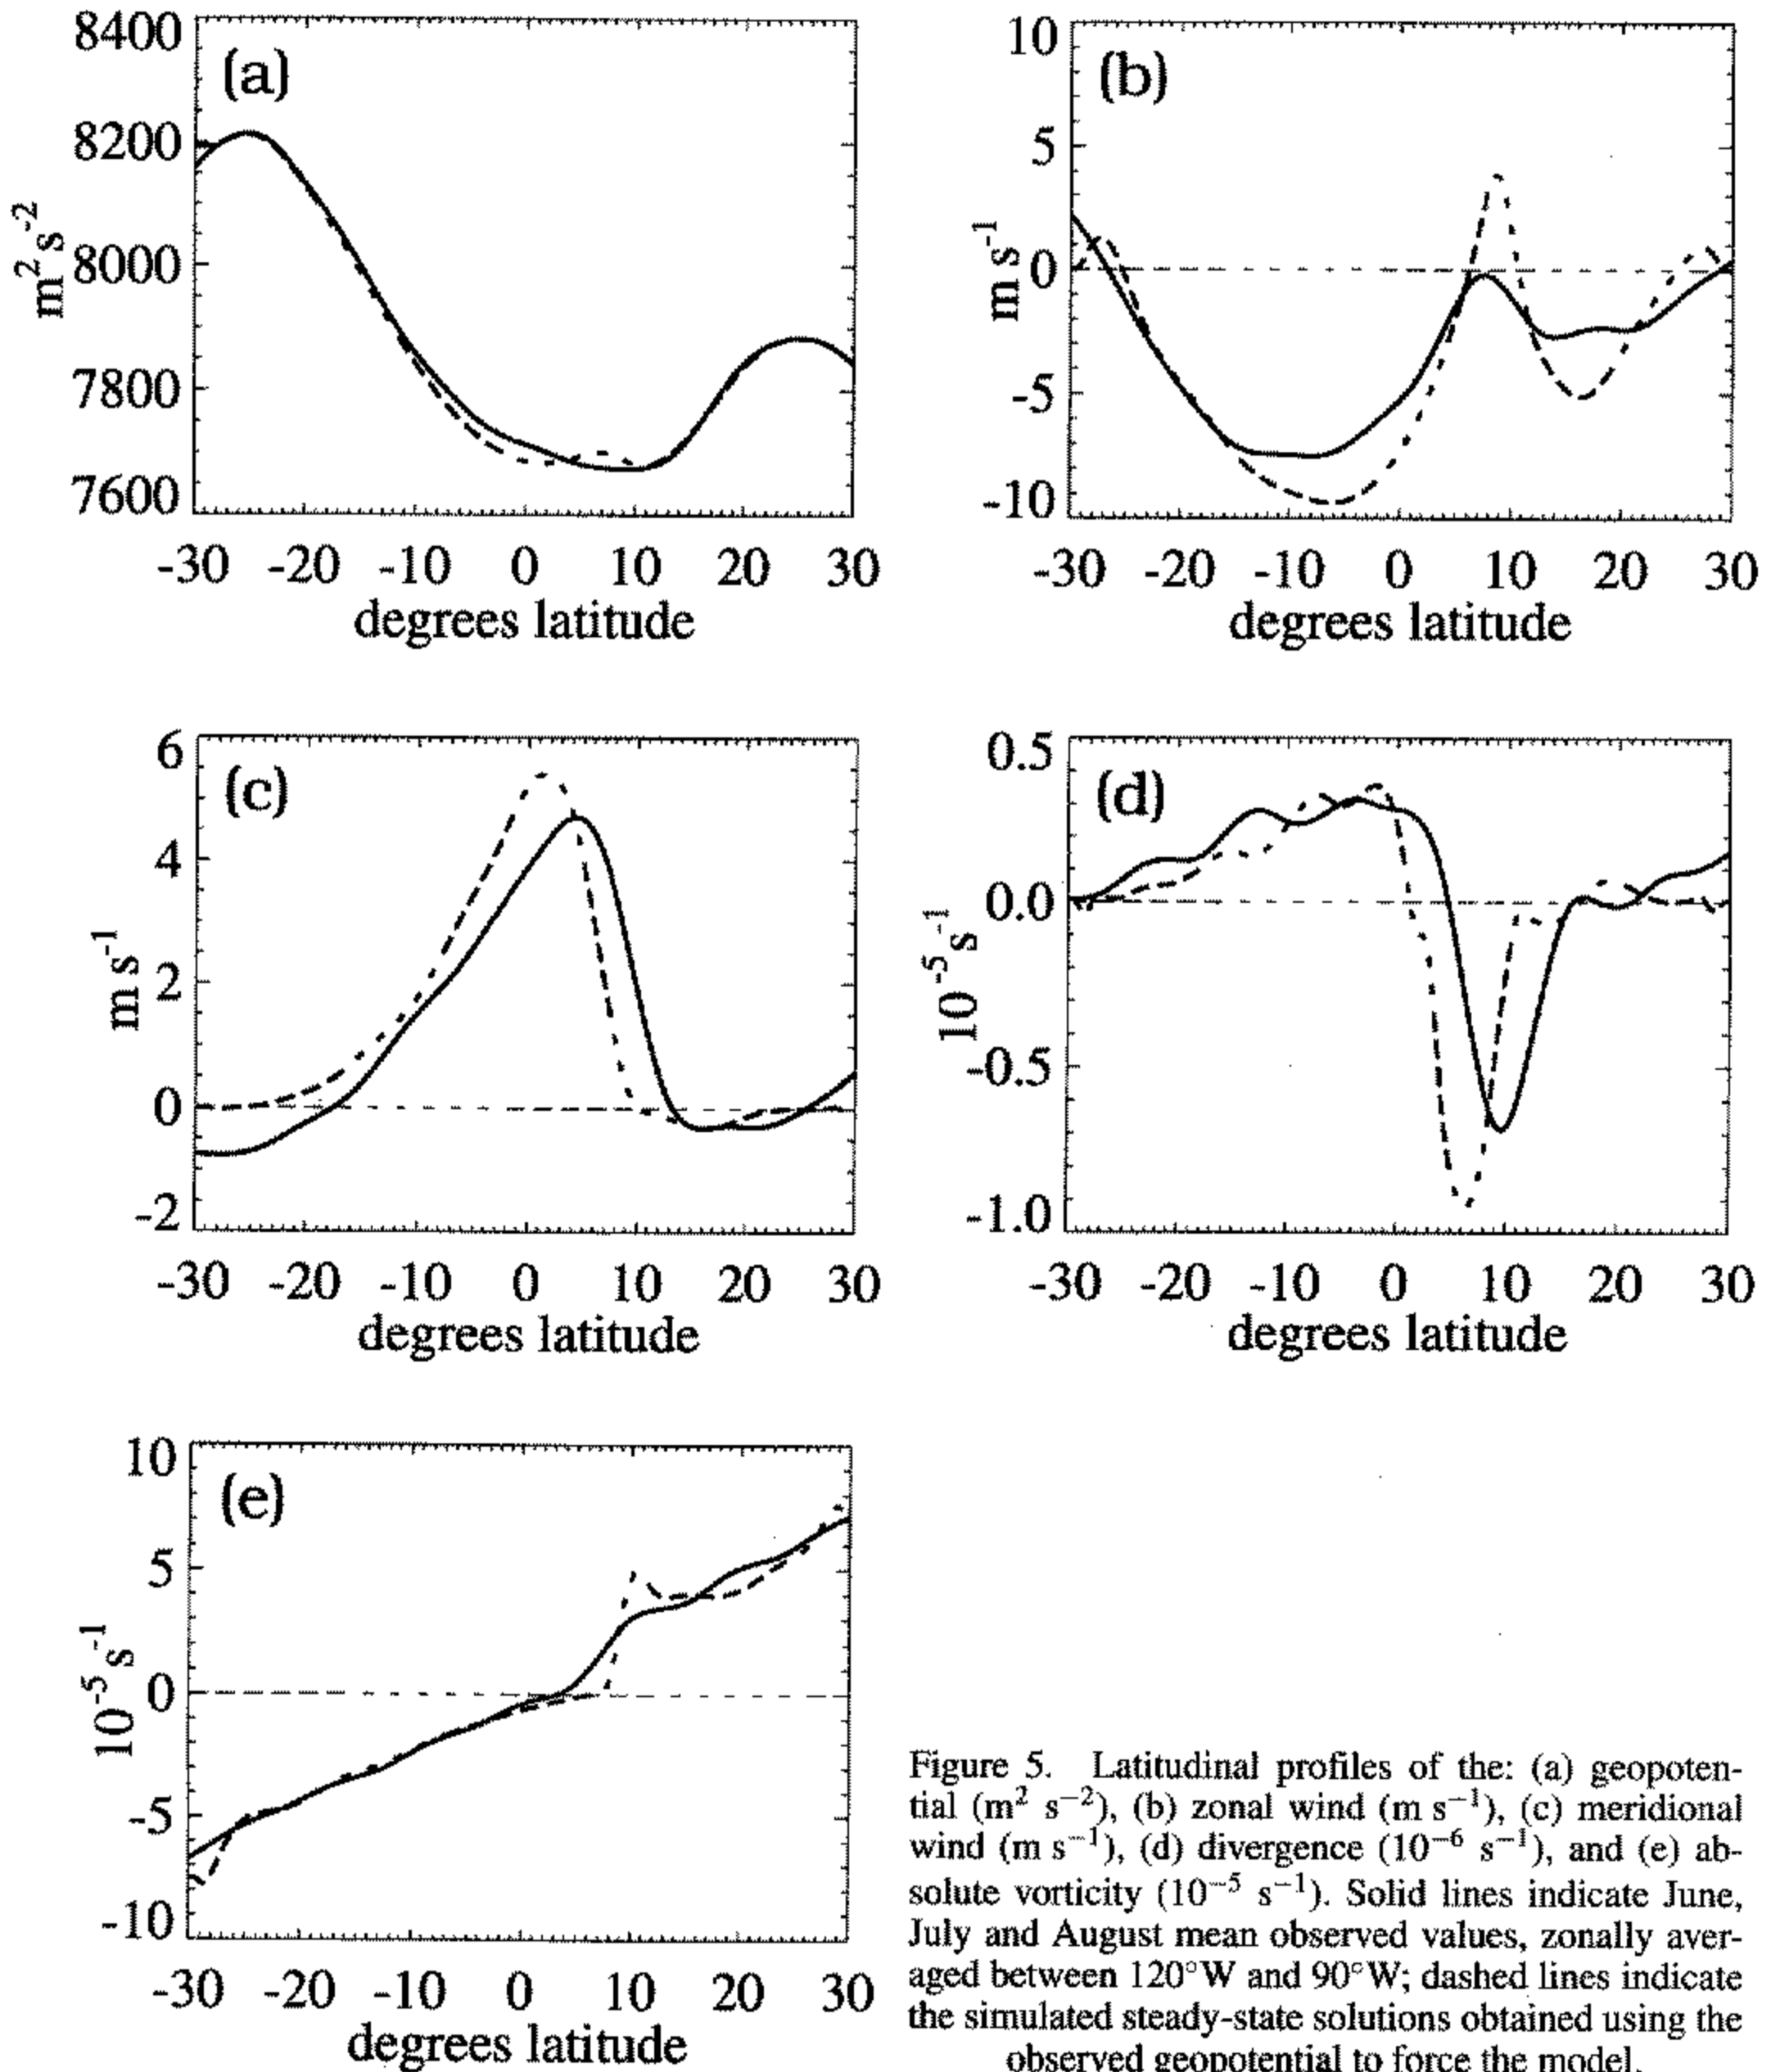 (a)
8400
8200
8000
7800
7600
m² s⁻²
-30 -20 -10 0 10 20 30
degrees latitude
(b)
10
5
0
-5
-10
m s⁻¹
-30 -20 -10 0 10 20 30
degrees latitude
(c)
6
4
2
0
-2
m s⁻¹
-30 -20 -10 0 10 20 30
degrees latitude
(d)
0.5
0.0
-0.5
-1.0
10⁻⁵ s⁻¹
-30 -20 -10 0 10 20 30
degrees latitude
(e)
10
5
0
-5
-10
10⁻⁵ s⁻¹
-30 -20 -10 0 10 20 30
degrees latitude
Figure 5. Latitudinal profiles of the: (a) geopoten-
tial (m² s⁻²), (b) zonal wind (m s⁻¹), (c) meridional
wind (m s⁻¹), (d) divergence (10⁻⁶ s⁻¹), and (e) ab-
solute vorticity (10⁻⁵ s⁻¹). Solid lines indicate June,
July and August mean observed values, zonally aver-
aged between 120°W and 90°W; dashed lines indicate
the simulated steady-state solutions obtained using the
observed geopotential to force the model.